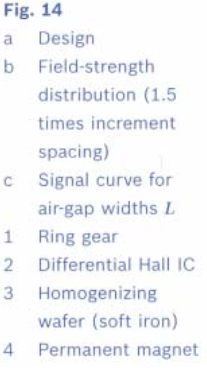 Fig. 14
a Design
b Field-strength
distribution (1.5
times increment
spacing)
c Signal curve for
air-gap widths L
1 Ring gear
2 Differential Hall IC
3 Homogenizing
wafer (soft iron)
4 Permanent magnet